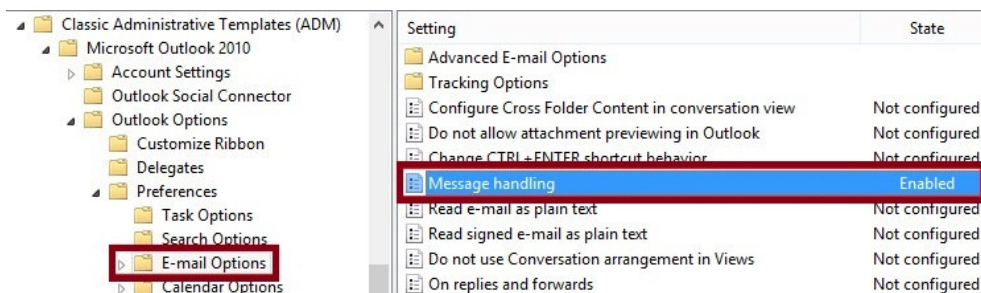 Classic Administrative Templates (ADM)
Microsoft Outlook 2010
Account Settings
Outlook Social Connector
Outlook Options
Customize Ribbon
Delegates
Preferences
Task Options
Search Options
E-mail Options
Calendar Options
Setting State
Advanced E-mail Options
Tracking Options
Configure Cross Folder Content in conversation view Not configured
Do not allow attachment previewing in Outlook Not configured
Change CTRL+ENTER shortcut behavior Not configured
Message handling Enabled
Read e-mail as plain text Not configured
Read signed e-mail as plain text Not configured
Do not use Conversation arrangement in Views Not configured
On replies and forwards Not configured